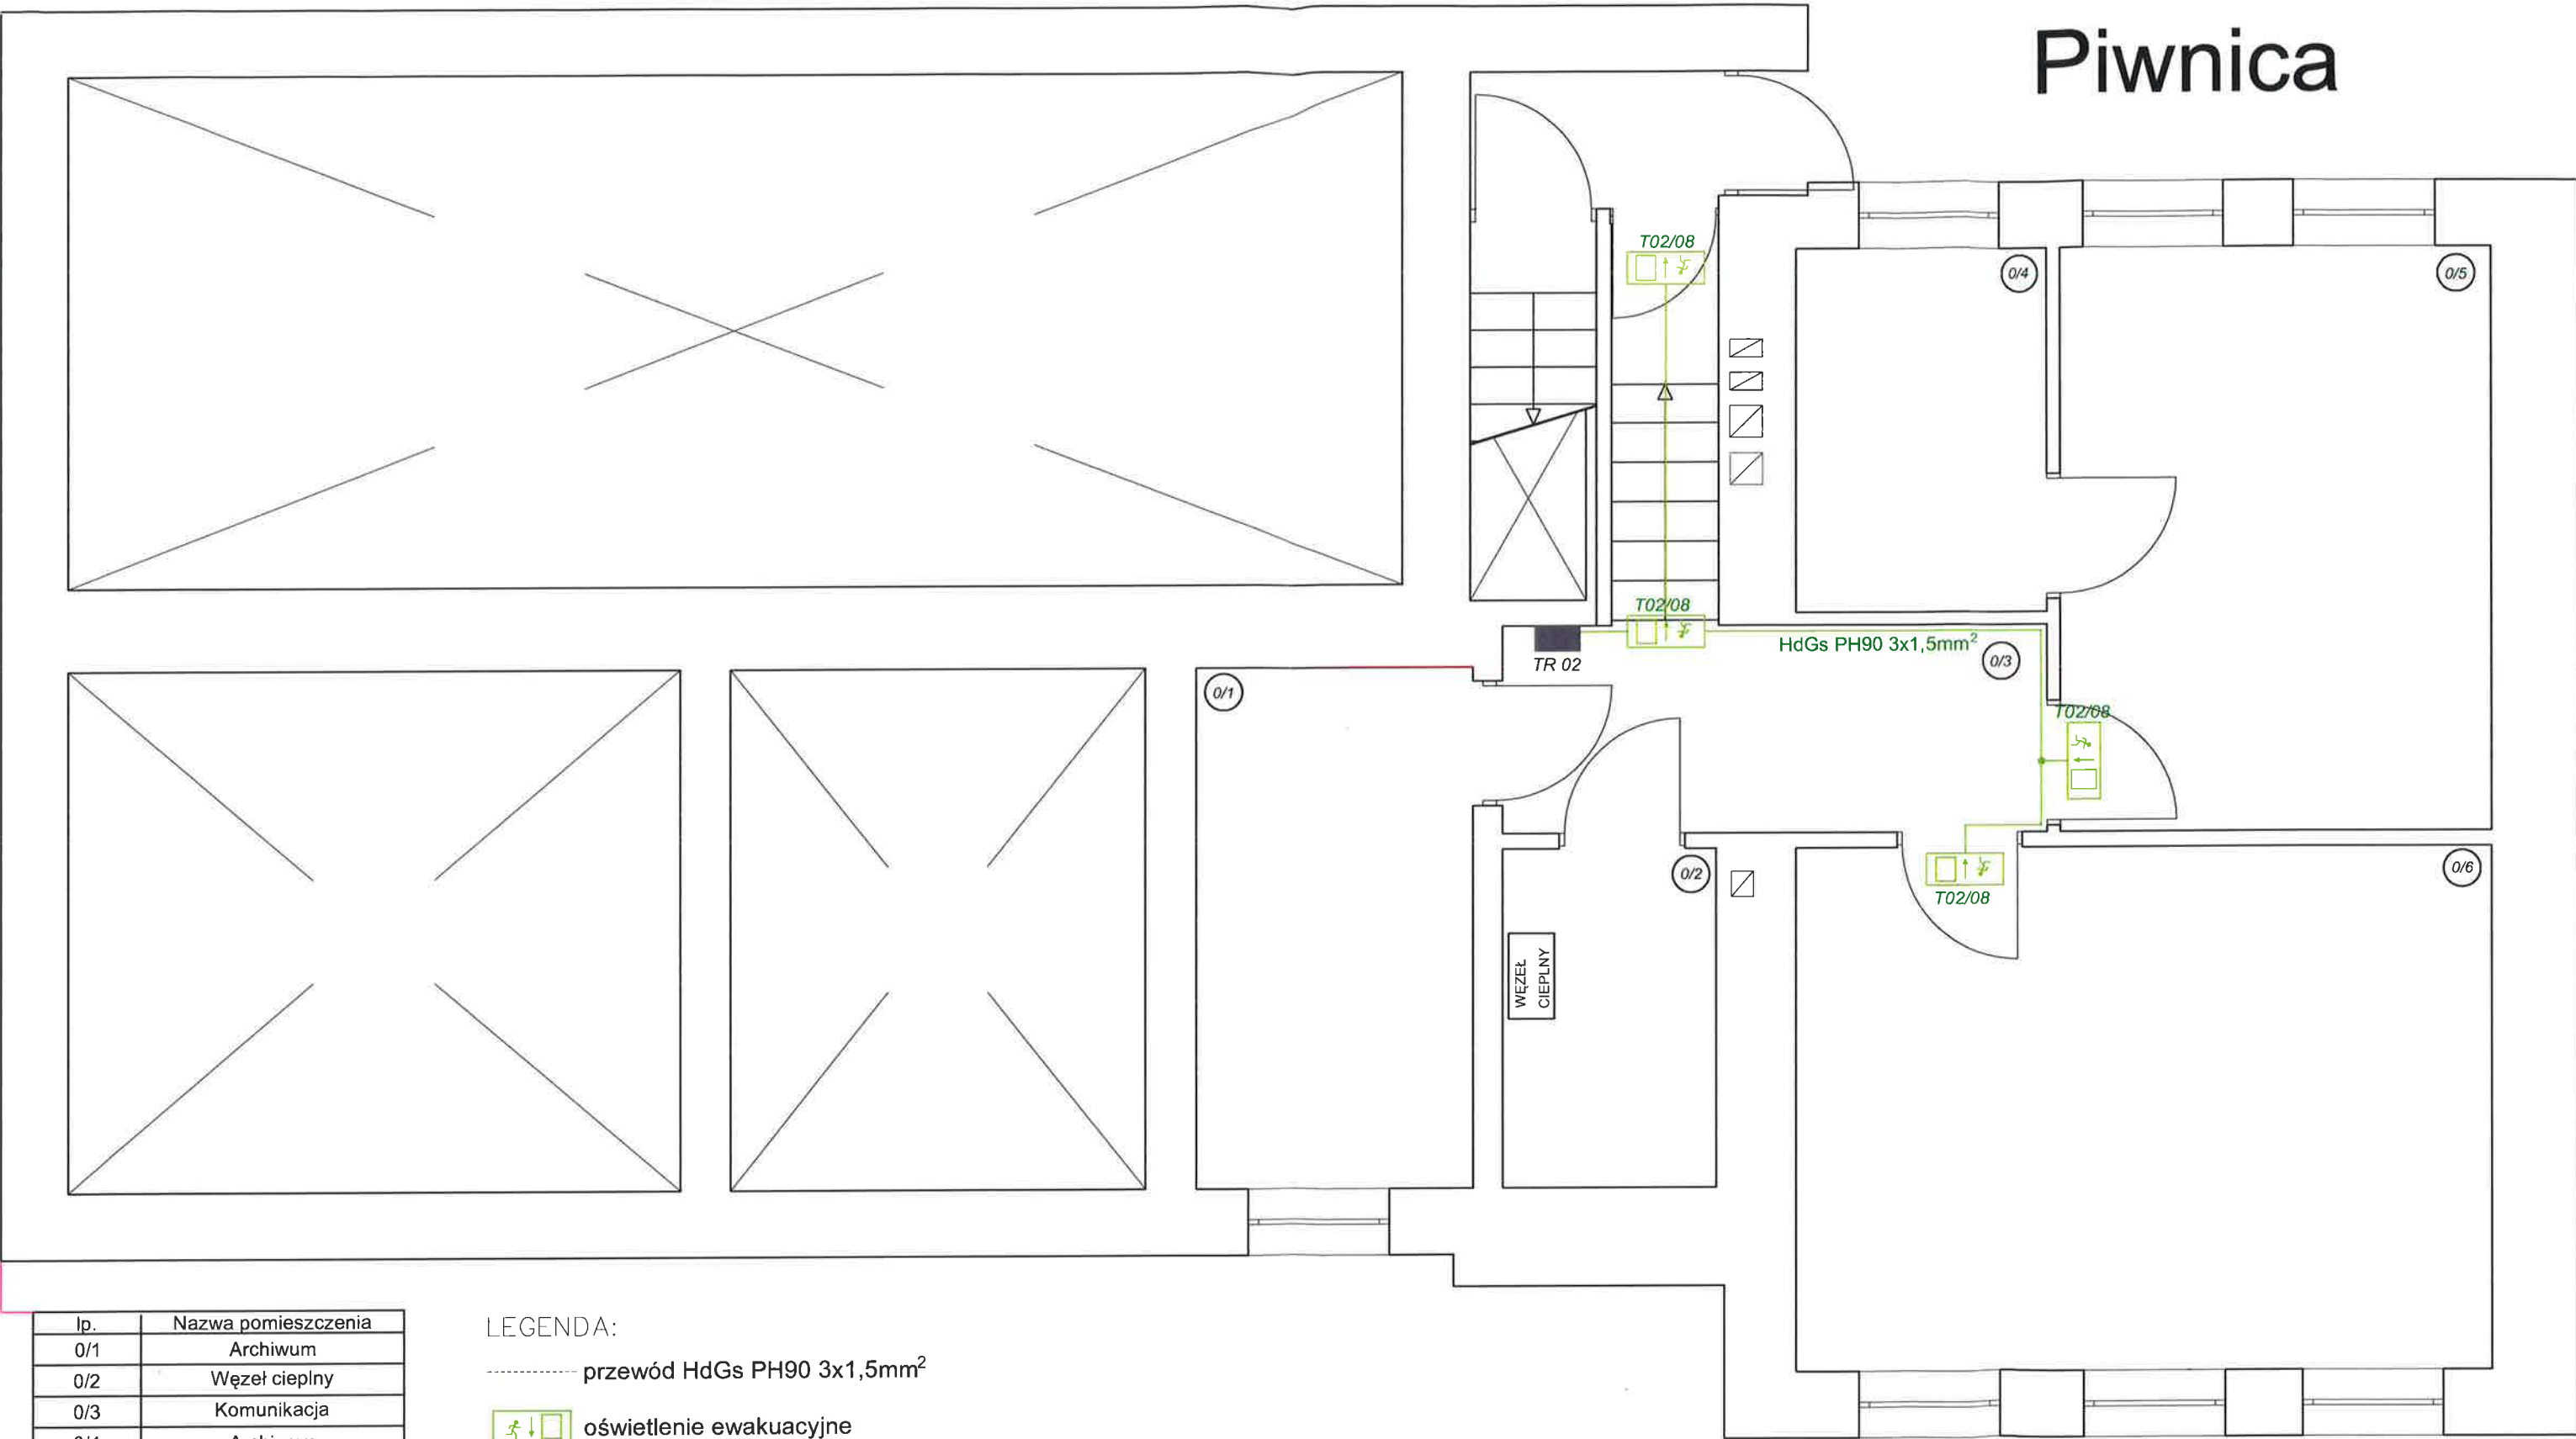 Piwnica
T02/08
0/4
0/5
T02/08
TR 02
HdGs PH90 3x1,5mm²
0/3
0/1
T02/08
0/2
0/6
T02/08
WĘZEŁ
CIEPLNY
lp. Nazwa pomieszczenia
0/1 Archiwum
0/2 Węzeł cieplny
0/3 Komunikacja
LEGENDA:
przewód HdGs PH90 3x1,5mm²
oświetlenie ewakuacyjne